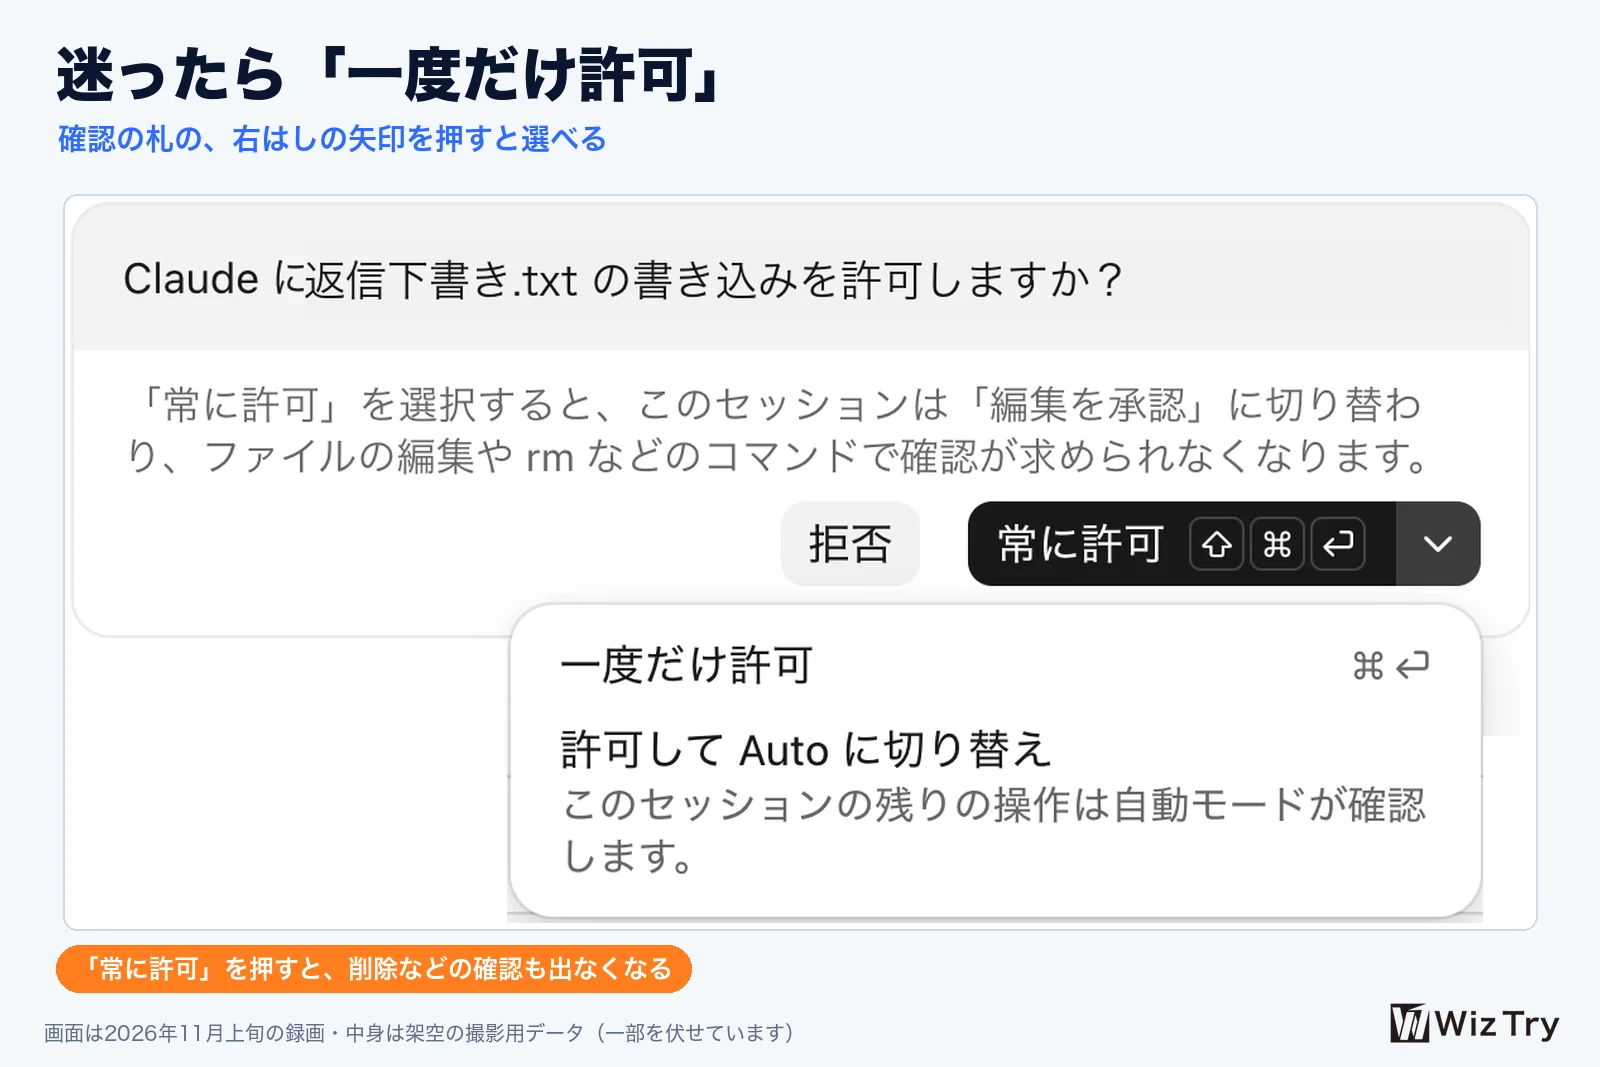 迷ったら「一度だけ許可」
確認の札の、右はしの矢印を押すと選べる
Claude に返信下書き.txt の書き込みを許可しますか？
「常に許可」を選択すると、このセッションは「編集を承認」に切り替わ
り、ファイルの編集や rm などのコマンドで確認が求められなくなります。
拒否
常に許可 ⇧ ⌘ ⏎
一度だけ許可 ⌘ ⏎
許可して Auto に切り替え
このセッションの残りの操作は自動モードが確認
します。
「常に許可」を押すと、削除などの確認も出なくなる
画面は2026年11月上旬の録画・中身は架空の撮影用データ（一部を伏せています）
Wiz Try